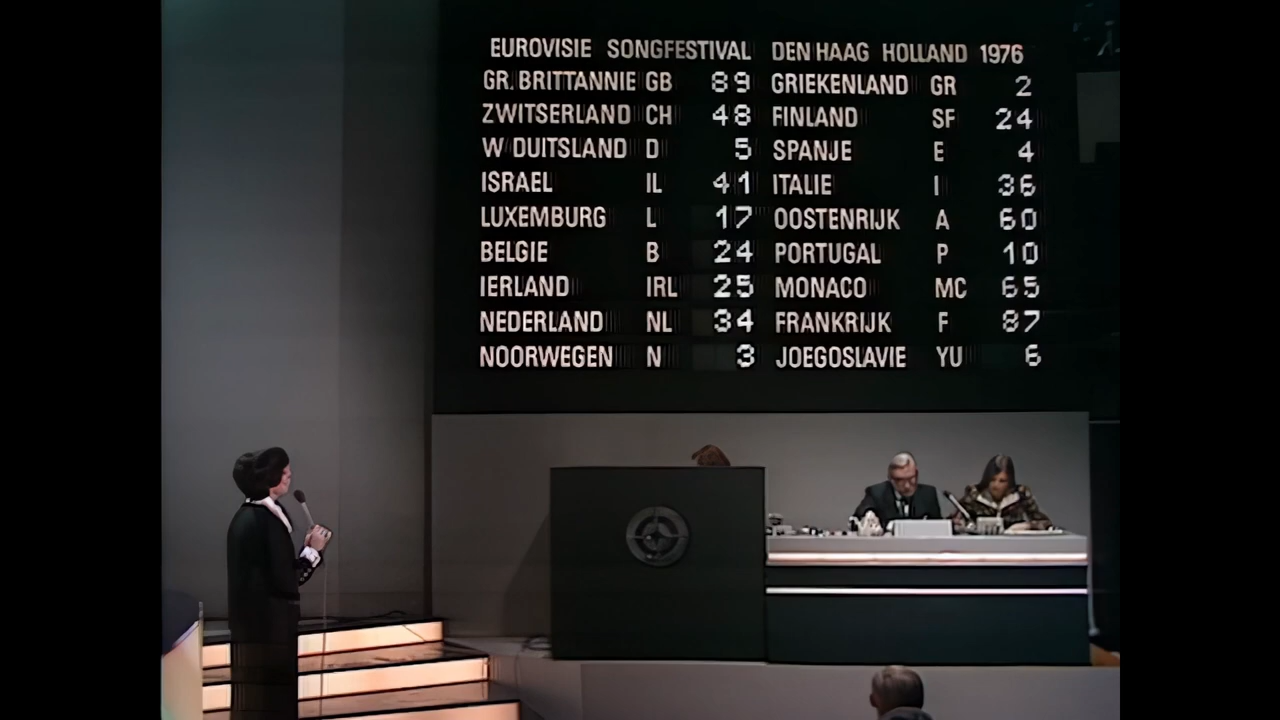 EUROVISIE SONGFESTIVAL DEN HAAG HOLLAND 1976
GR. BRITTANNIE GB 89 GRIEKENLAND GR 2
ZWITSERLAND CH 48 FINLAND SF 24
W DUITSLAND D 5 SPANJE E 4
ISRAEL IL 41 ITALIE I 36
LUXEMBURG L 17 OOSTENRIJK A 60
BELGIE B 24 PORTUGAL P 10
IERLAND IRL 25 MONACO MC 65
NEDERLAND NL 34 FRANKRIJK F 87
NOORWEGEN N 3 JOEGOSLAVIE YU 6